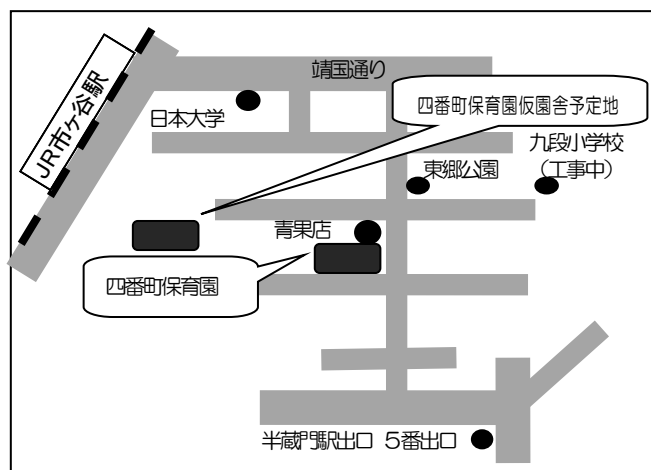 靖国通り
JR市ヶ谷駅
四番町保育園仮園舎予定地
日本大学
九段小学校
（工事中）
東郷公園
青果店
四番町保育園
半蔵門駅出口 5番出口